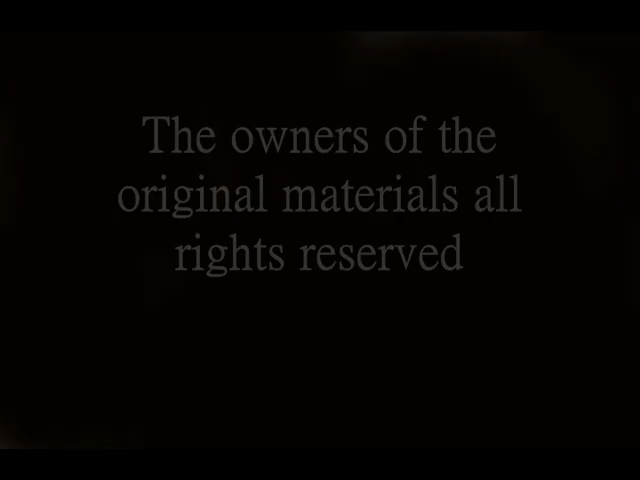 The owners of the
original materials all
rights reserved